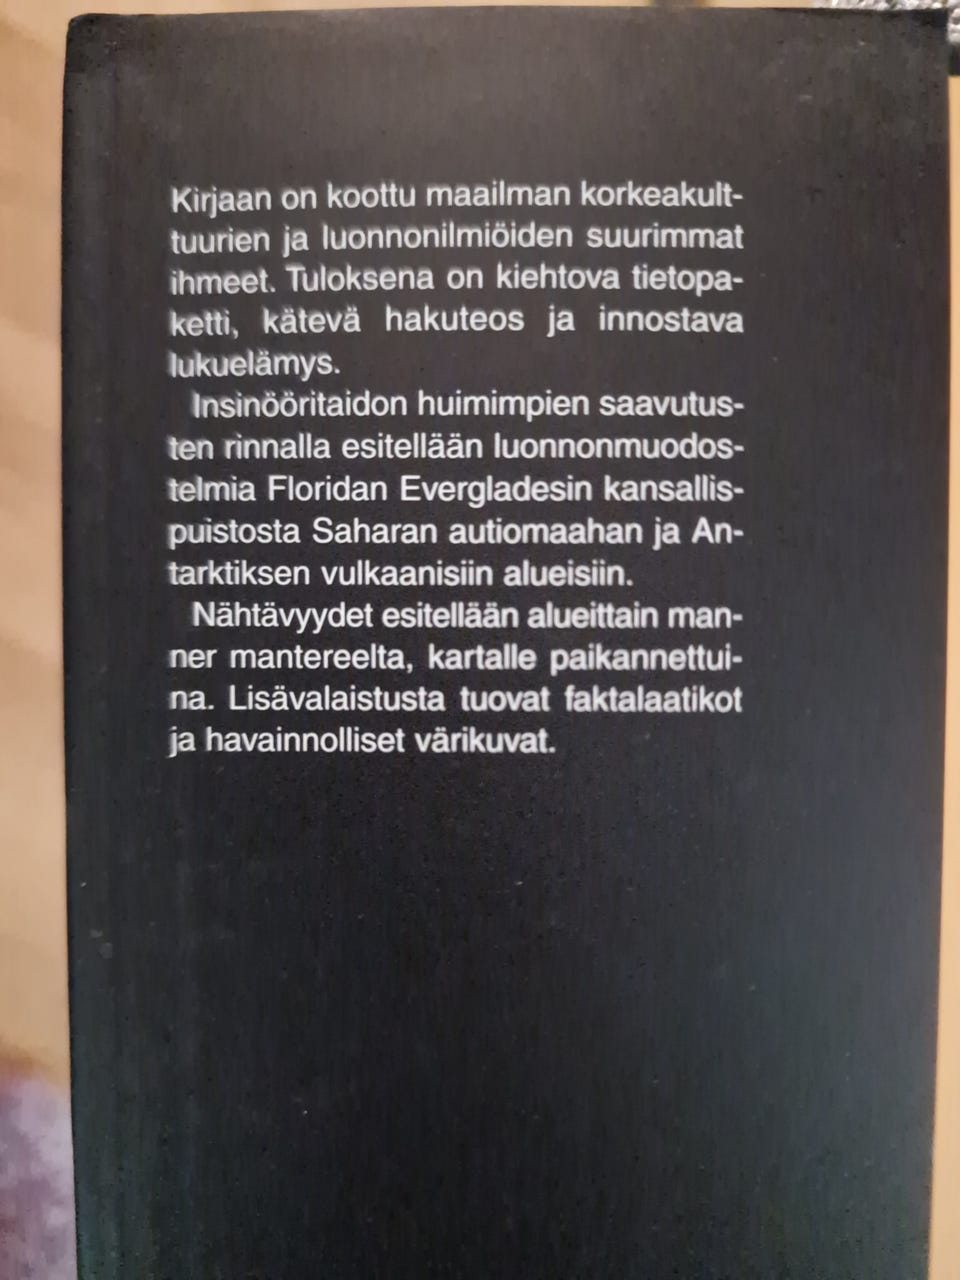 Kirjaan on koottu maailman korkeakult-
tuurien ja luonnonilmiöiden suurimmat
ihmeet. Tuloksena on kiehtova tietopa-
ketti, kätevä hakuteos ja innostava
lukuelämys.
Insinööritaidon huimimpien saavutus-
ten rinnalla esitellään luonnonmuodos-
telmia Floridan Evergladesin kansallis-
puistosta Saharan autiomaahan ja An-
tarktiksen vulkaanisiin alueisiin.
Nähtävyydet esitellään alueittain man-
ner mantereelta, kartalle paikannettui-
na. Lisävalaistusta tuovat faktalaatikot
ja havainnolliset värikuvat.